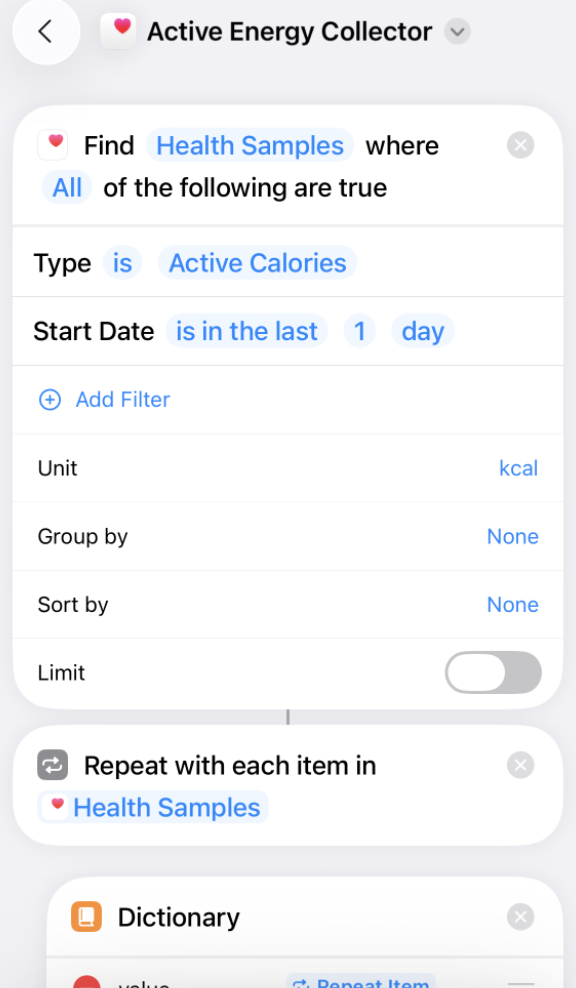 Active Energy Collector
Find Health Samples where
All of the following are true
Type is Active Calories
Start Date is in the last 1 day
Add Filter
Unit kcal
Group by None
Sort by None
Limit
Repeat with each item in
Health Samples
Dictionary
value Repeat Item